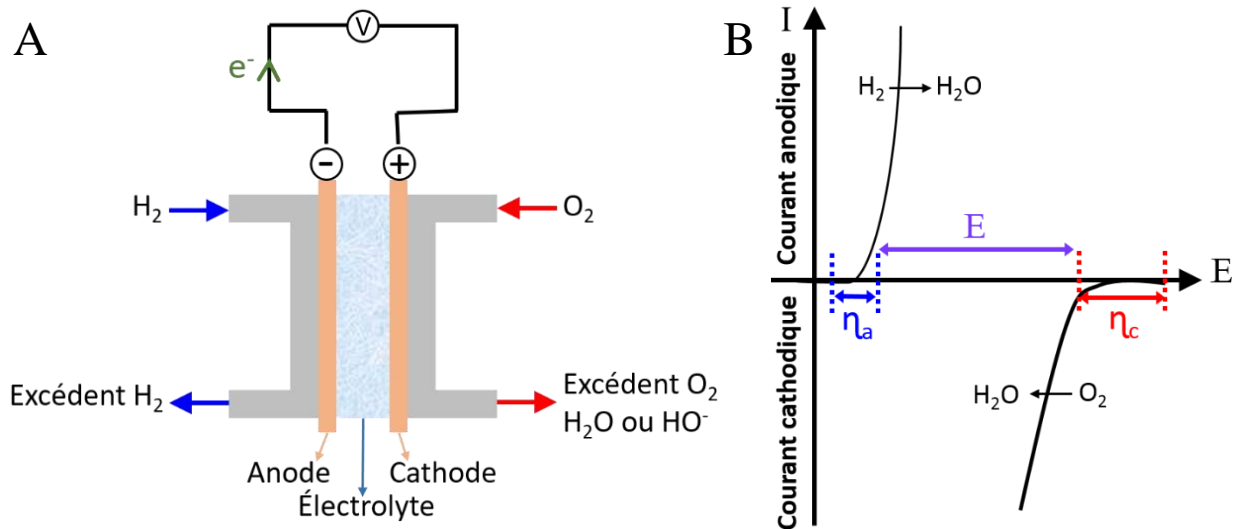 A
V
e⁻
−
+
H₂
O₂
Excédent H₂
Excédent O₂
H₂O ou HO⁻
Anode
Cathode
Électrolyte
B
I
Courant anodique
H₂ → H₂O
E
E
ηₐ
η꜀
H₂O ← O₂
Courant cathodique